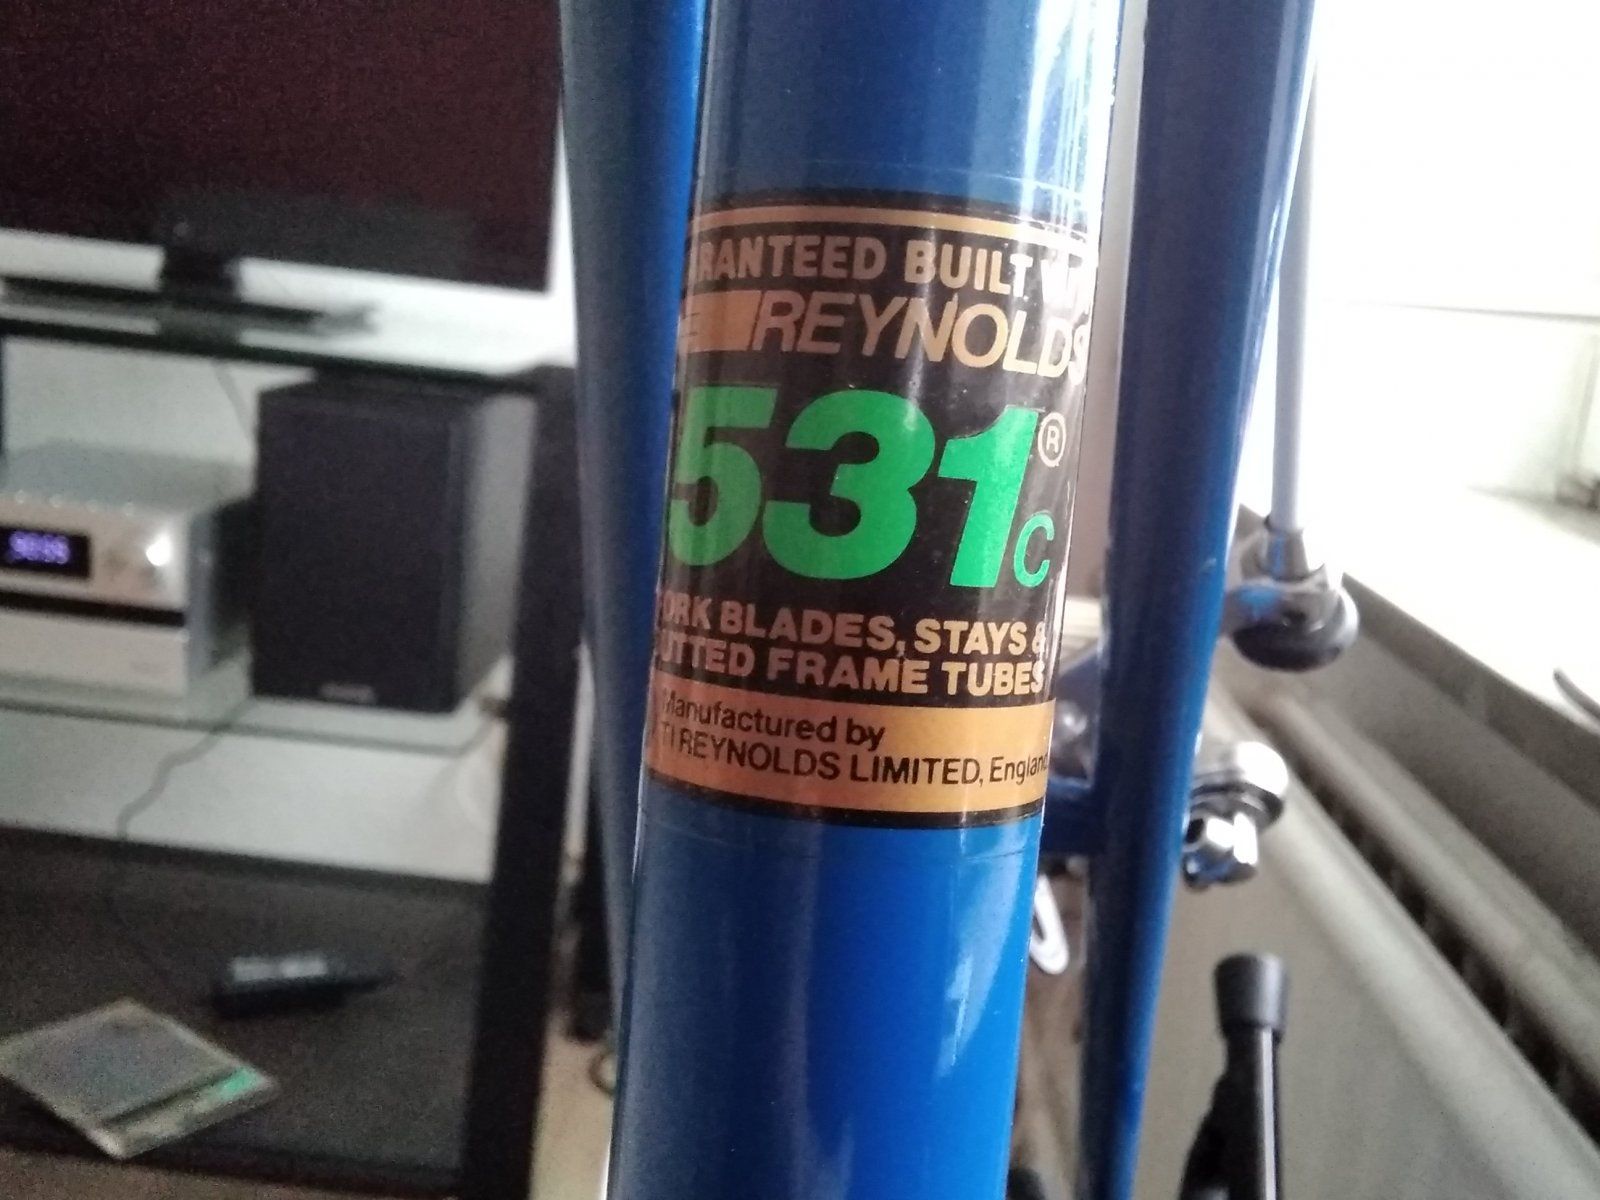 RANTEED BUILT
REYNOLDS
531®
C
ORK BLADES, STAYS &
UTTED FRAME TUBES
Manufactured by
TI REYNOLDS LIMITED, England